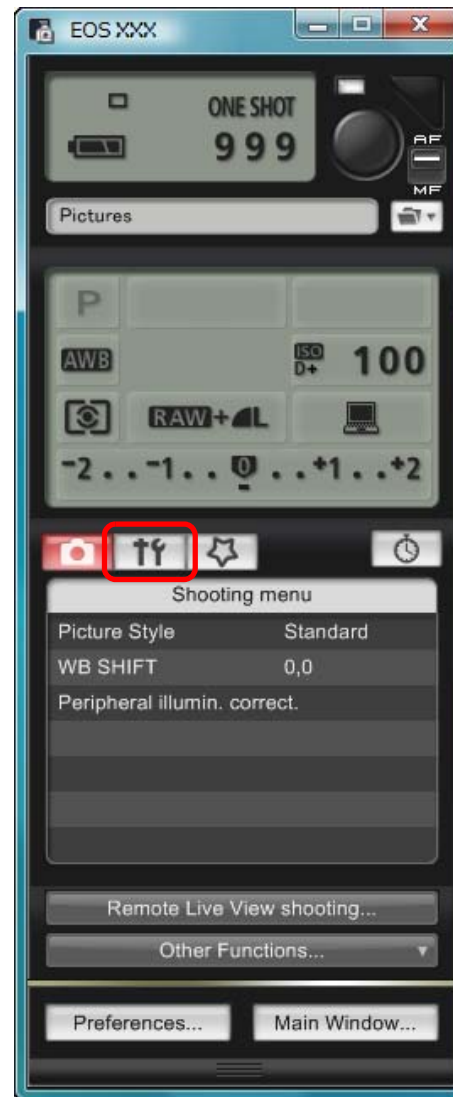 EOS XXX
ONE SHOT
999
AF
MF
Pictures
P
AWB
ISO
D+ 100
RAW+L
-2..-1..0..+1..+2
Shooting menu
Picture Style Standard
WB SHIFT 0,0
Peripheral illumin. correct.
Remote Live View shooting...
Other Functions...
Preferences... Main Window...